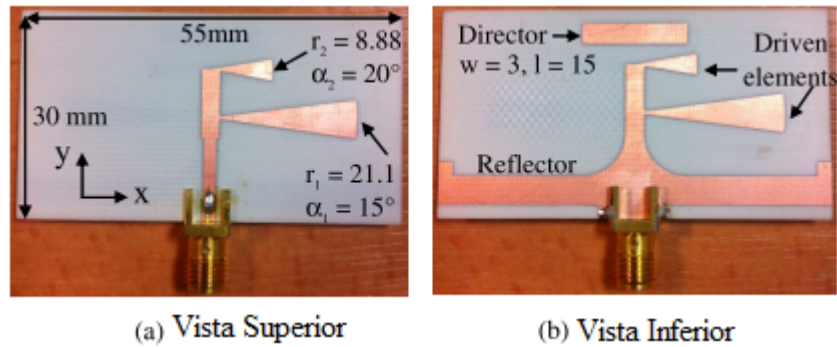 55mm
r₂ = 8.88
α₂ = 20°
30 mm
y
x
r₁ = 21.1
α₁ = 15°
Director
w = 3, l = 15
Driven
elements
Reflector
(a) Vista Superior
(b) Vista Inferior